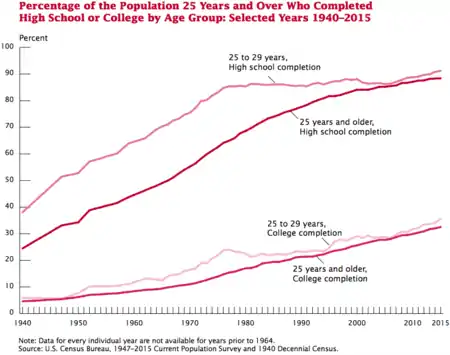 Percentage of the Population 25 Years and Over Who Completed
High School or College by Age Group: Selected Years 1940–2015
Percent
100
90
80
70
60
50
40
30
20
10
0
25 to 29 years,
High school completion
25 years and older,
High school completion
25 to 29 years,
College completion
25 years and older,
College completion
1940 1950 1960 1970 1980 1990 2000 2010 2015
Note: Data for every individual year are not available for years prior to 1964.
Source: U.S. Census Bureau, 1947–2015 Current Population Survey and 1940 Decennial Census.